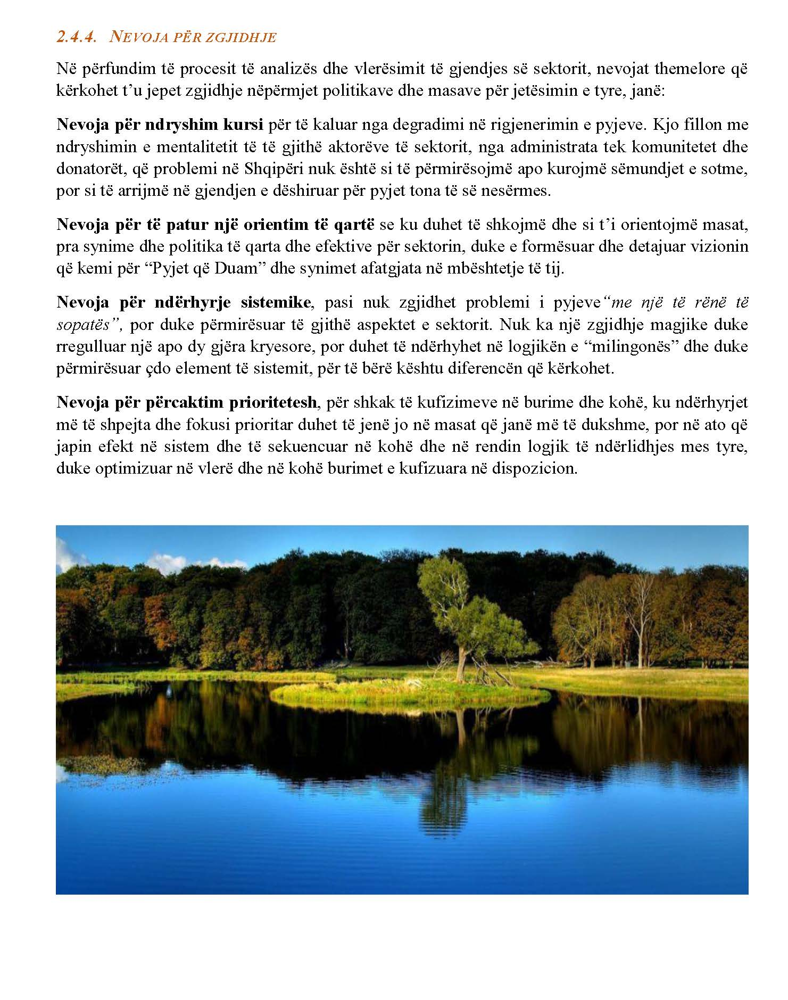 2.4.4. NEVOJA PËR ZGJIDHJE
Në përfundim të procesit të analizës dhe vlerësimit të gjendjes së sektorit, nevojat themelore që
kërkohet t’u jepet zgjidhje nëpërmjet politikave dhe masave për jetësimin e tyre, janë:
Nevoja për ndryshim kursi për të kaluar nga degradimi në rigjenerimin e pyjeve. Kjo fillon me
ndryshimin e mentalitetit të të gjithë aktorëve të sektorit, nga administrata tek komunitetet dhe
donatorët, që problemi në Shqipëri nuk është si të përmirësojmë apo kurojmë sëmundjet e sotme,
por si të arrijmë në gjendjen e dëshiruar për pyjet tona të së nesërmes.
Nevoja për të patur një orientim të qartë se ku duhet të shkojmë dhe si t’i orientojmë masat,
pra synime dhe politika të qarta dhe efektive për sektorin, duke e formësuar dhe detajuar vizionin
që kemi për “Pyjet që Duam” dhe synimet afatgjata në mbështetje të tij.
Nevoja për ndërhyrje sistemike, pasi nuk zgjidhet problemi i pyjeve “me një të rënë të
sopatës”, por duke përmirësuar të gjithë aspektet e sektorit. Nuk ka një zgjidhje magjike duke
rregulluar një apo dy gjëra kryesore, por duhet të ndërhyhet në logjikën e “milingonës” dhe duke
përmirësuar çdo element të sistemit, për të bërë kështu diferencën që kërkohet.
Nevoja për përcaktim prioritetesh, për shkak të kufizimeve në burime dhe kohë, ku ndërhyrjet
më të shpejta dhe fokusi prioritar duhet të jenë jo në masat që janë më të dukshme, por në ato që
japin efekt në sistem dhe të sekuencuar në kohë dhe në rendin logjik të ndërlidhjes mes tyre,
duke optimizuar në vlerë dhe në kohë burimet e kufizuara në dispozicion.